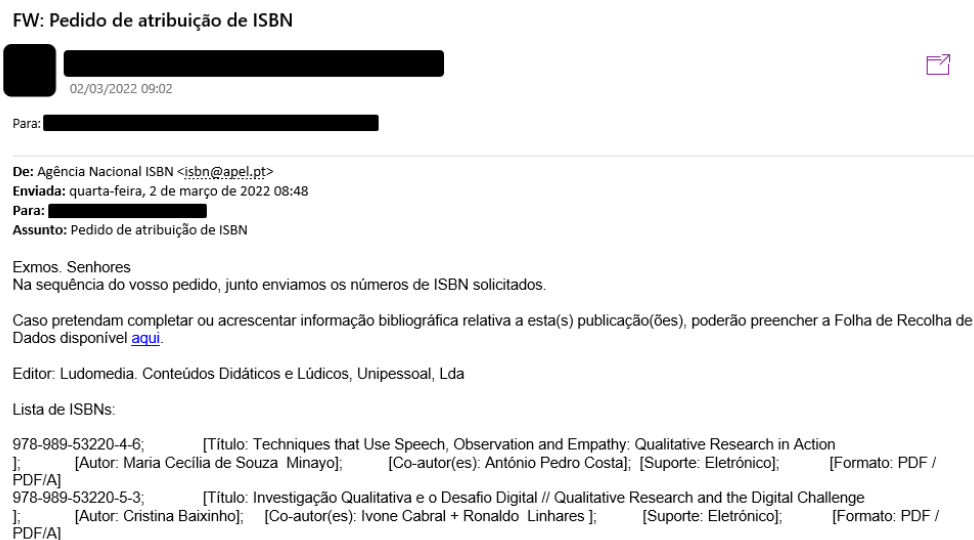 FW: Pedido de atribuição de ISBN
02/03/2022 09:02
Para:
De: Agência Nacional ISBN <isbn@apel.pt>
Enviada: quarta-feira, 2 de março de 2022 08:48
Para:
Assunto: Pedido de atribuição de ISBN
Exmos. Senhores
Na sequência do vosso pedido, junto enviamos os números de ISBN solicitados.
Caso pretendam completar ou acrescentar informação bibliográfica relativa a esta(s) publicação(ões), poderão preencher a Folha de Recolha de
Dados disponível aqui.
Editor: Ludomedia. Conteúdos Didáticos e Lúdicos, Unipessoal, Lda
Lista de ISBNs:
978-989-53220-4-6; [Título: Techniques that Use Speech, Observation and Empathy: Qualitative Research in Action
]; [Autor: Maria Cecília de Souza Minayo]; [Co-autor(es): António Pedro Costa]; [Suporte: Eletrónico]; [Formato: PDF /
PDF/A]
978-989-53220-5-3; [Título: Investigação Qualitativa e o Desafio Digital // Qualitative Research and the Digital Challenge
]; [Autor: Cristina Baixinho]; [Co-autor(es): Ivone Cabral + Ronaldo Linhares ]; [Suporte: Eletrónico]; [Formato: PDF /
PDF/A]